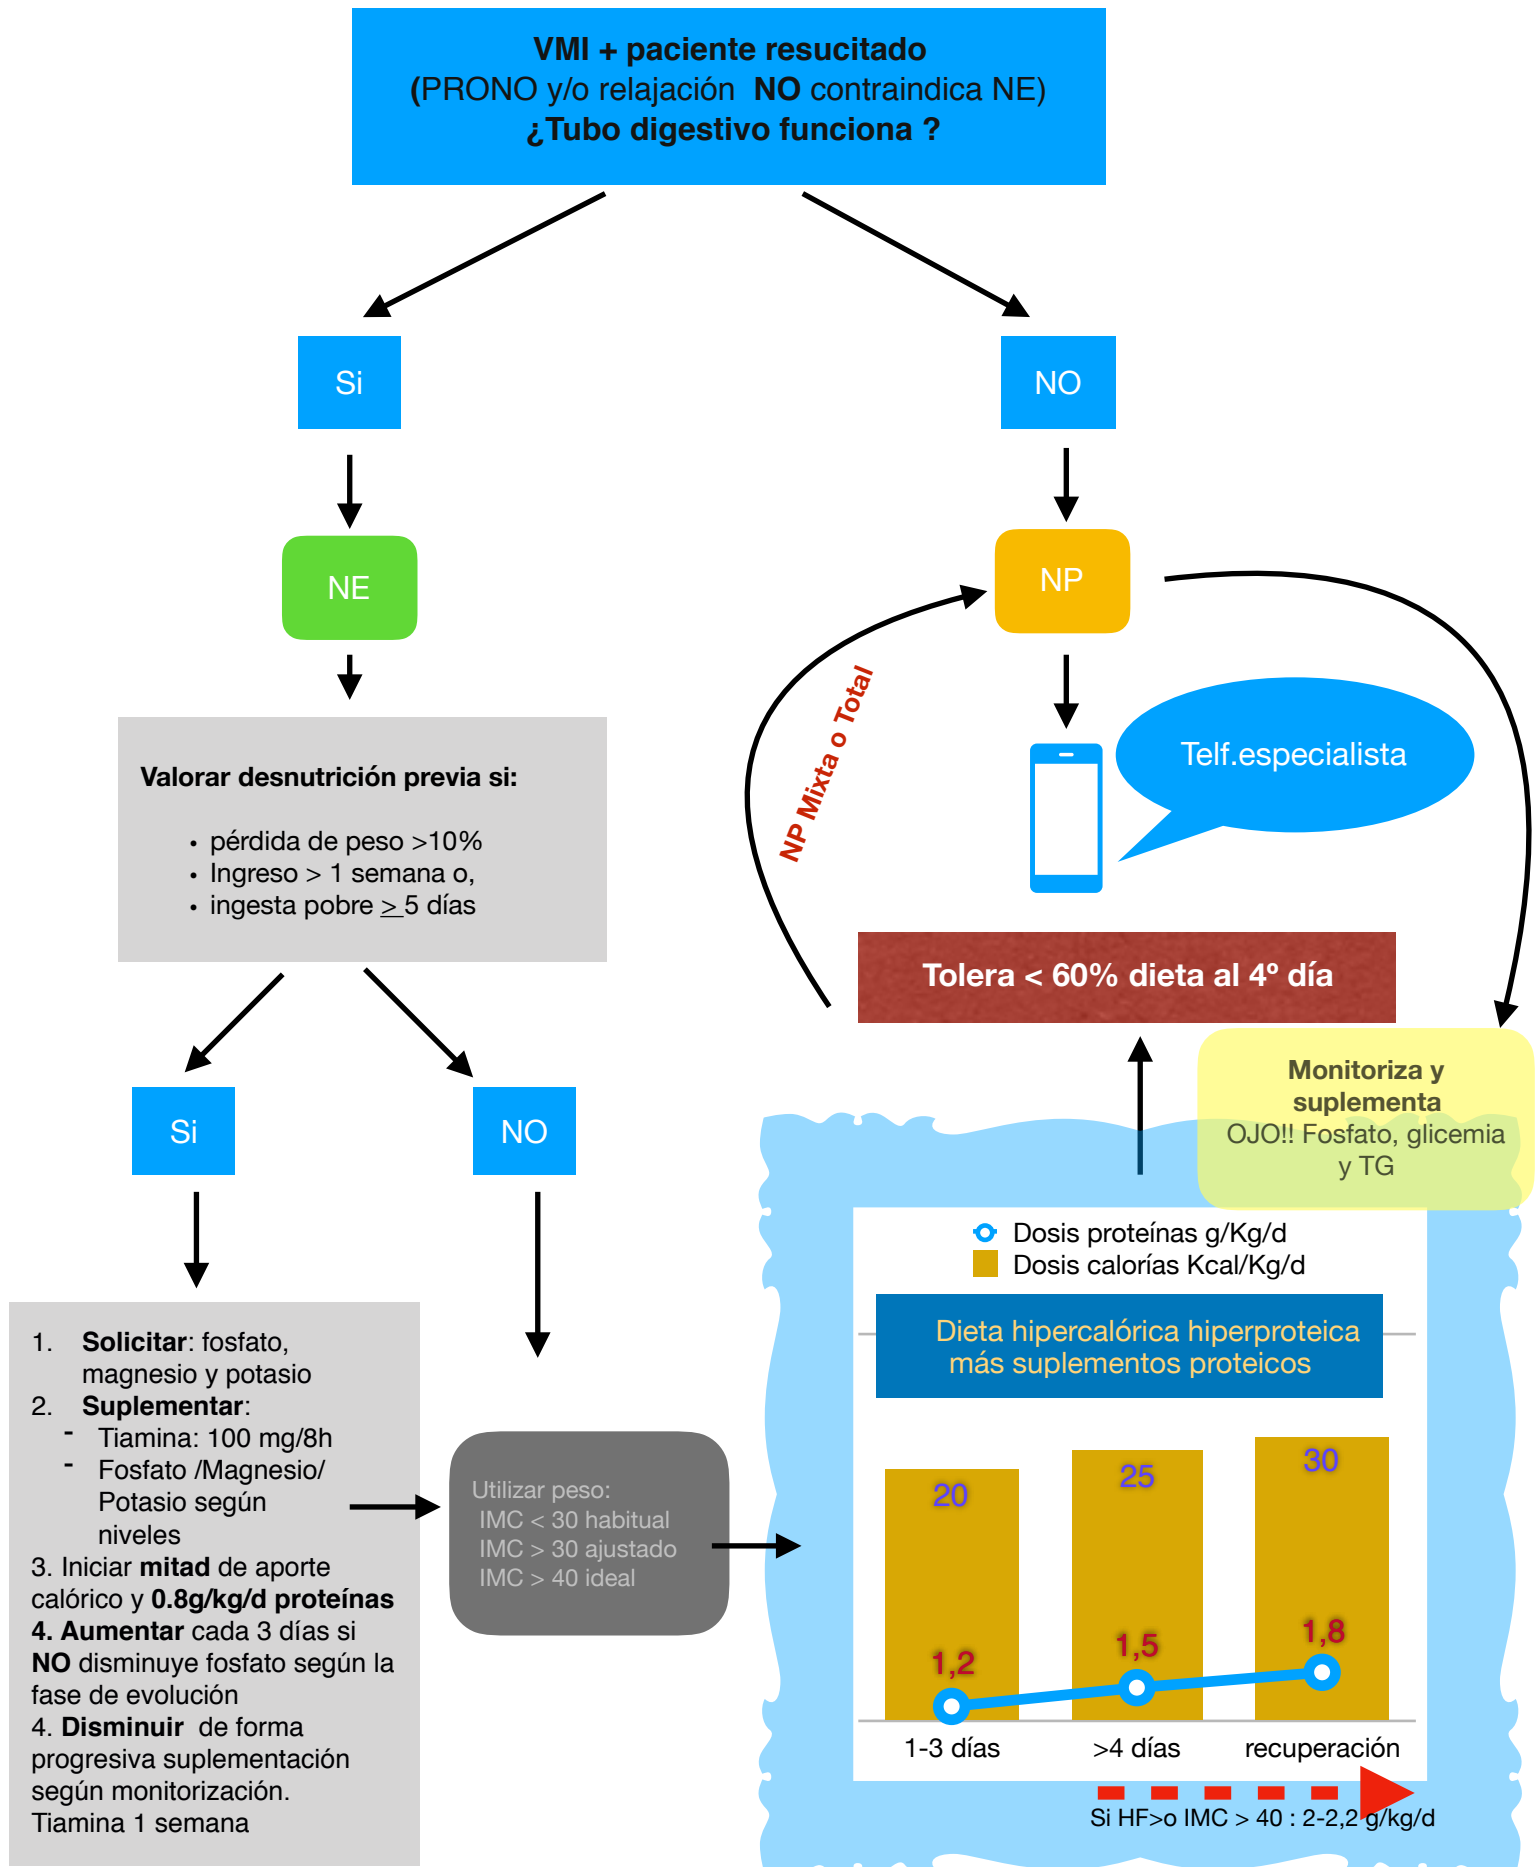 VMI + paciente resucitado
(PRONO y/o relajación NO contraindica NE)
¿Tubo digestivo funciona ?
Si
NO
NE
NP
NP Mixta o Total
Telf.especialista
Valorar desnutrición previa si:
• pérdida de peso >10%
• Ingreso > 1 semana o,
• ingesta pobre > 5 días
Tolera < 60% dieta al 4º día
Monitoriza y
suplementa
OJO!! Fosfato, glicemia
y TG
Si
NO
1. Solicitar: fosfato,
magnesio y potasio
2. Suplementar:
- Tiamina: 100 mg/8h
- Fosfato /Magnesio/
Potasio según
niveles
3. Iniciar mitad de aporte
calórico y 0.8g/kg/d proteínas
4. Aumentar cada 3 días si
NO disminuye fosfato según la
fase de evolución
4. Disminuir de forma
progresiva suplementación
según monitorización.
Tiamina 1 semana
Utilizar peso:
IMC < 30 habitual
IMC > 30 ajustado
IMC > 40 ideal
Dosis proteínas g/Kg/d
Dosis calorías Kcal/Kg/d
Dieta hipercalórica hiperproteica
más suplementos proteicos
20
25
30
1,2
1,5
1,8
1-3 días
>4 días
recuperación
Si HF>o IMC > 40 : 2-2,2 g/kg/d